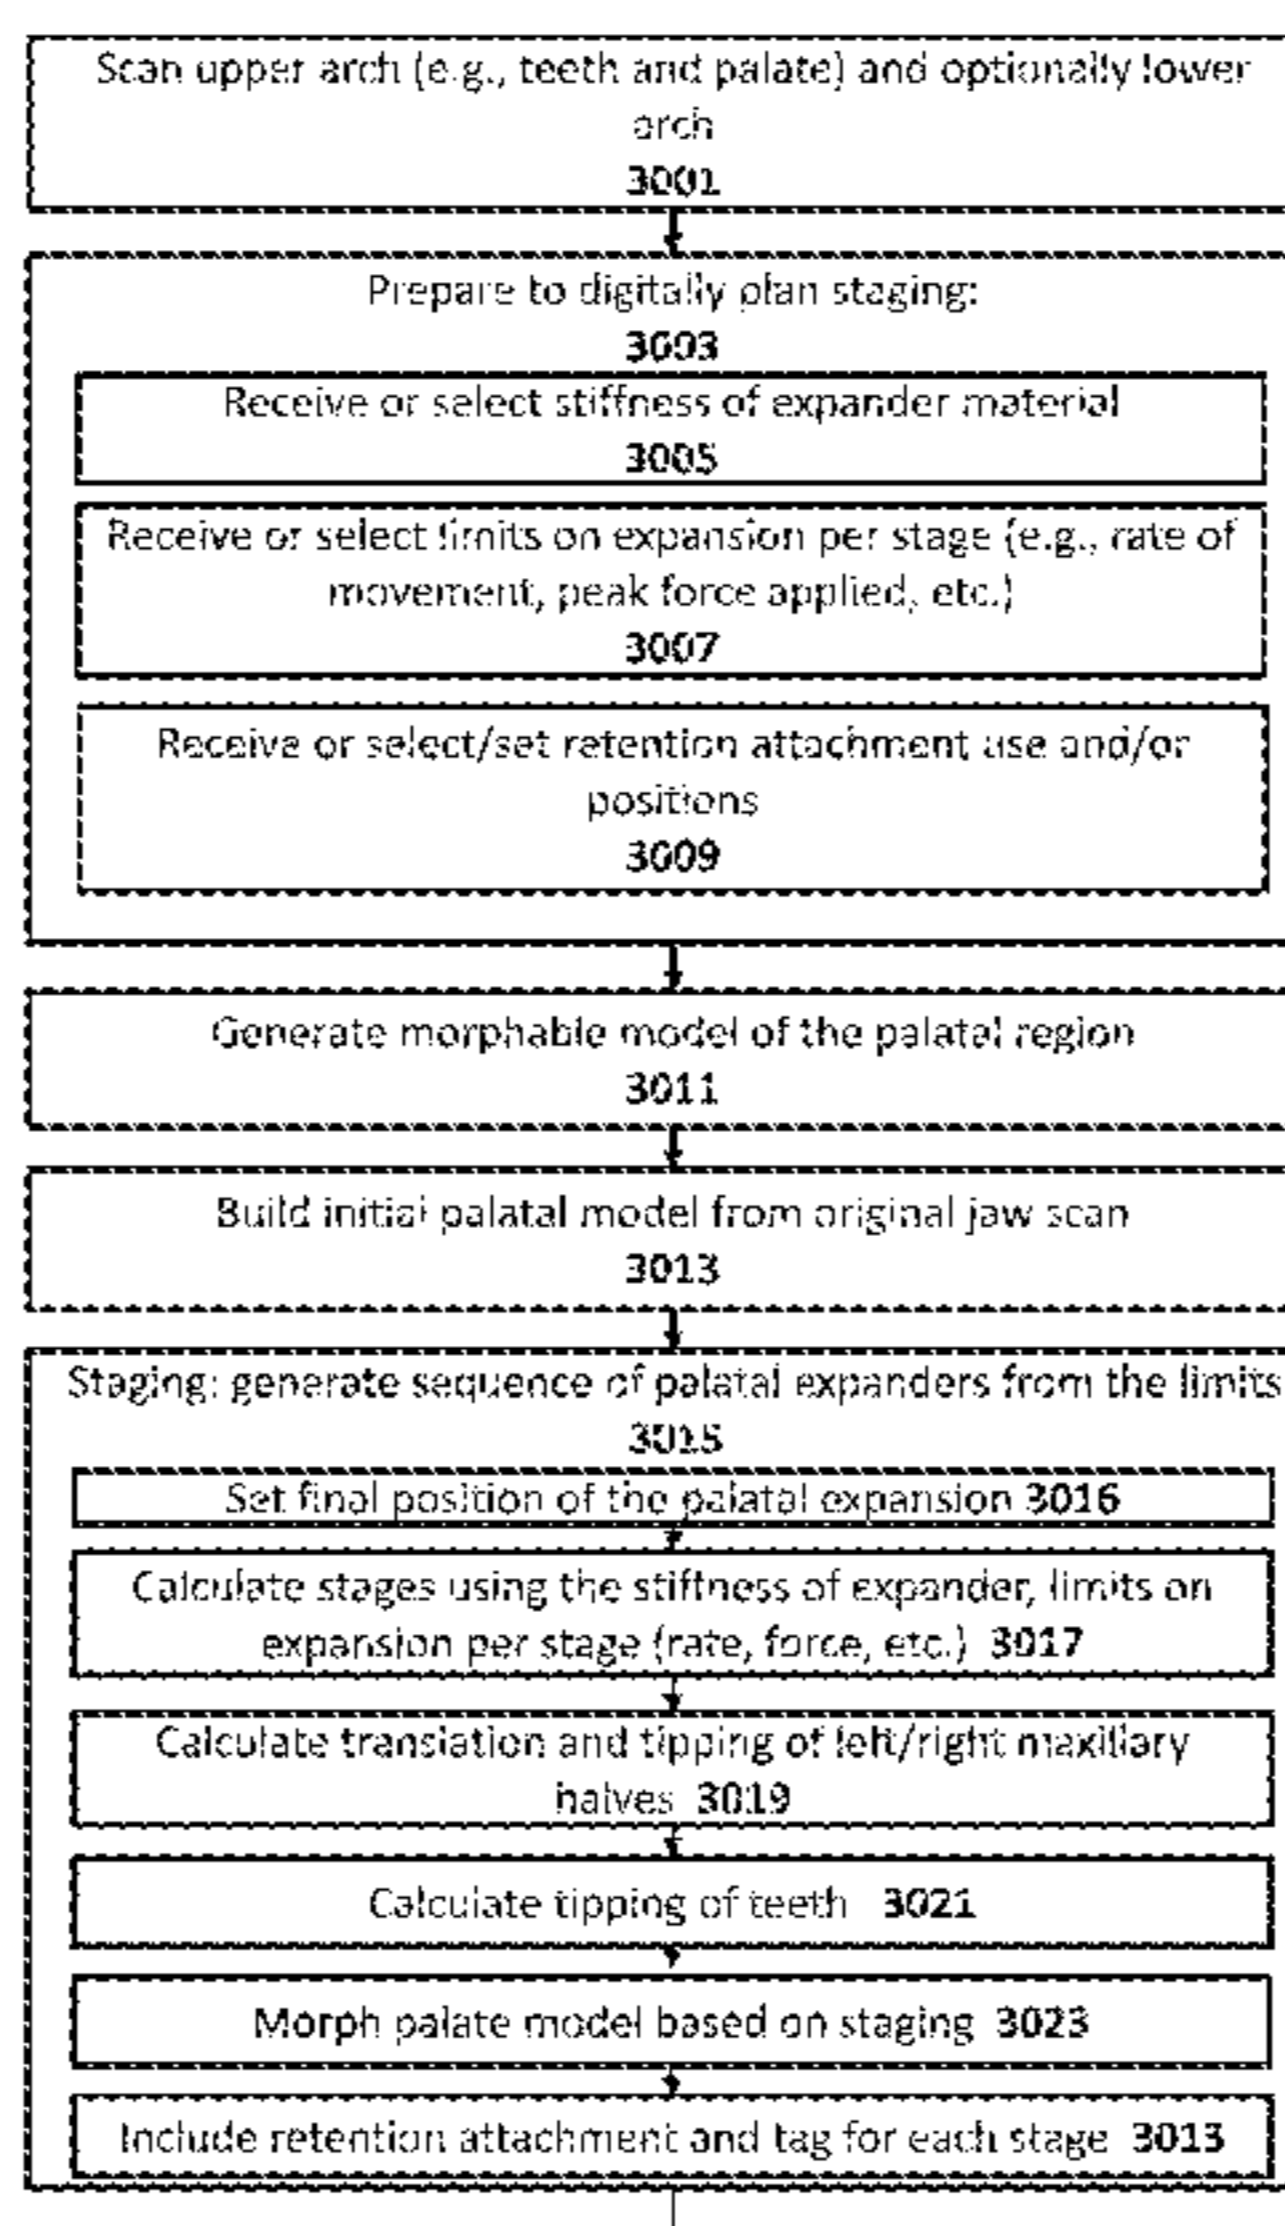 Scan upper arch (e.g., teeth and palate) and optionally lower
arch
3001
Prepare to digitally plan staging:
3003
Receive or select stiffness of expander material
3005
Receive or select limits on expansion per stage (e.g., rate of
movement, peak force applied, etc.)
3007
Receive or select/set retention attachment use and/or
positions
3009
Generate morphable model of the palatal region
3011
Build initial palatal model from original jaw scan
3013
Staging: generate sequence of palatal expanders from the limits
3015
Set final position of the palatal expansion 3016
Calculate stages using the stiffness of expander, limits on
expansion per stage (rate, force, etc.) 3017
Calculate translation and tipping of left/right maxillary
halves 3019
Calculate tipping of teeth 3021
Morph palate model based on staging 3023
Include retention attachment and tag for each stage 3013